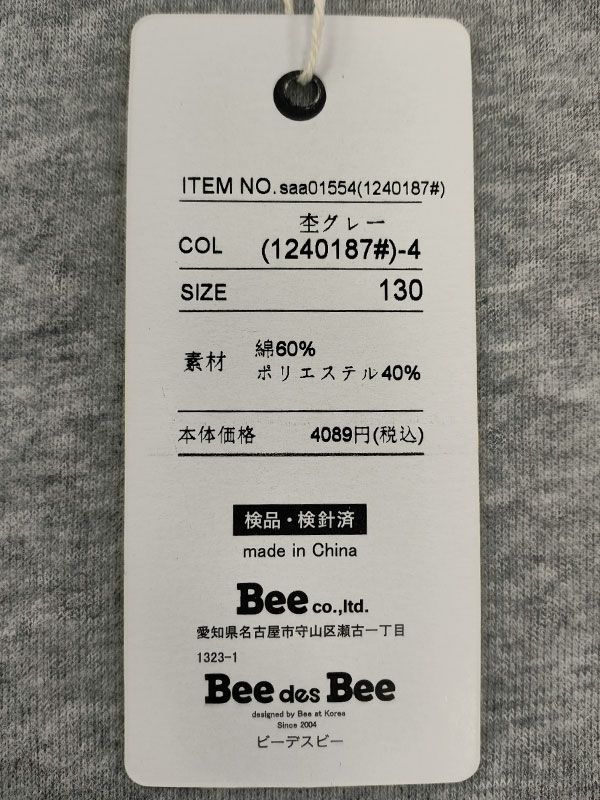 ITEM NO. saa01554(1240187#)
杢グレー
COL (1240187#)-4
SIZE 130
素材 綿60%
ポリエステル40%
本体価格 4089円(税込)
検品・検針済
made in China
Bee co.,ltd.
愛知県名古屋市守山区瀬古一丁目
1323-1
Bee des Bee
designed by Bee at Korea
Since 2004
ビーデスビー